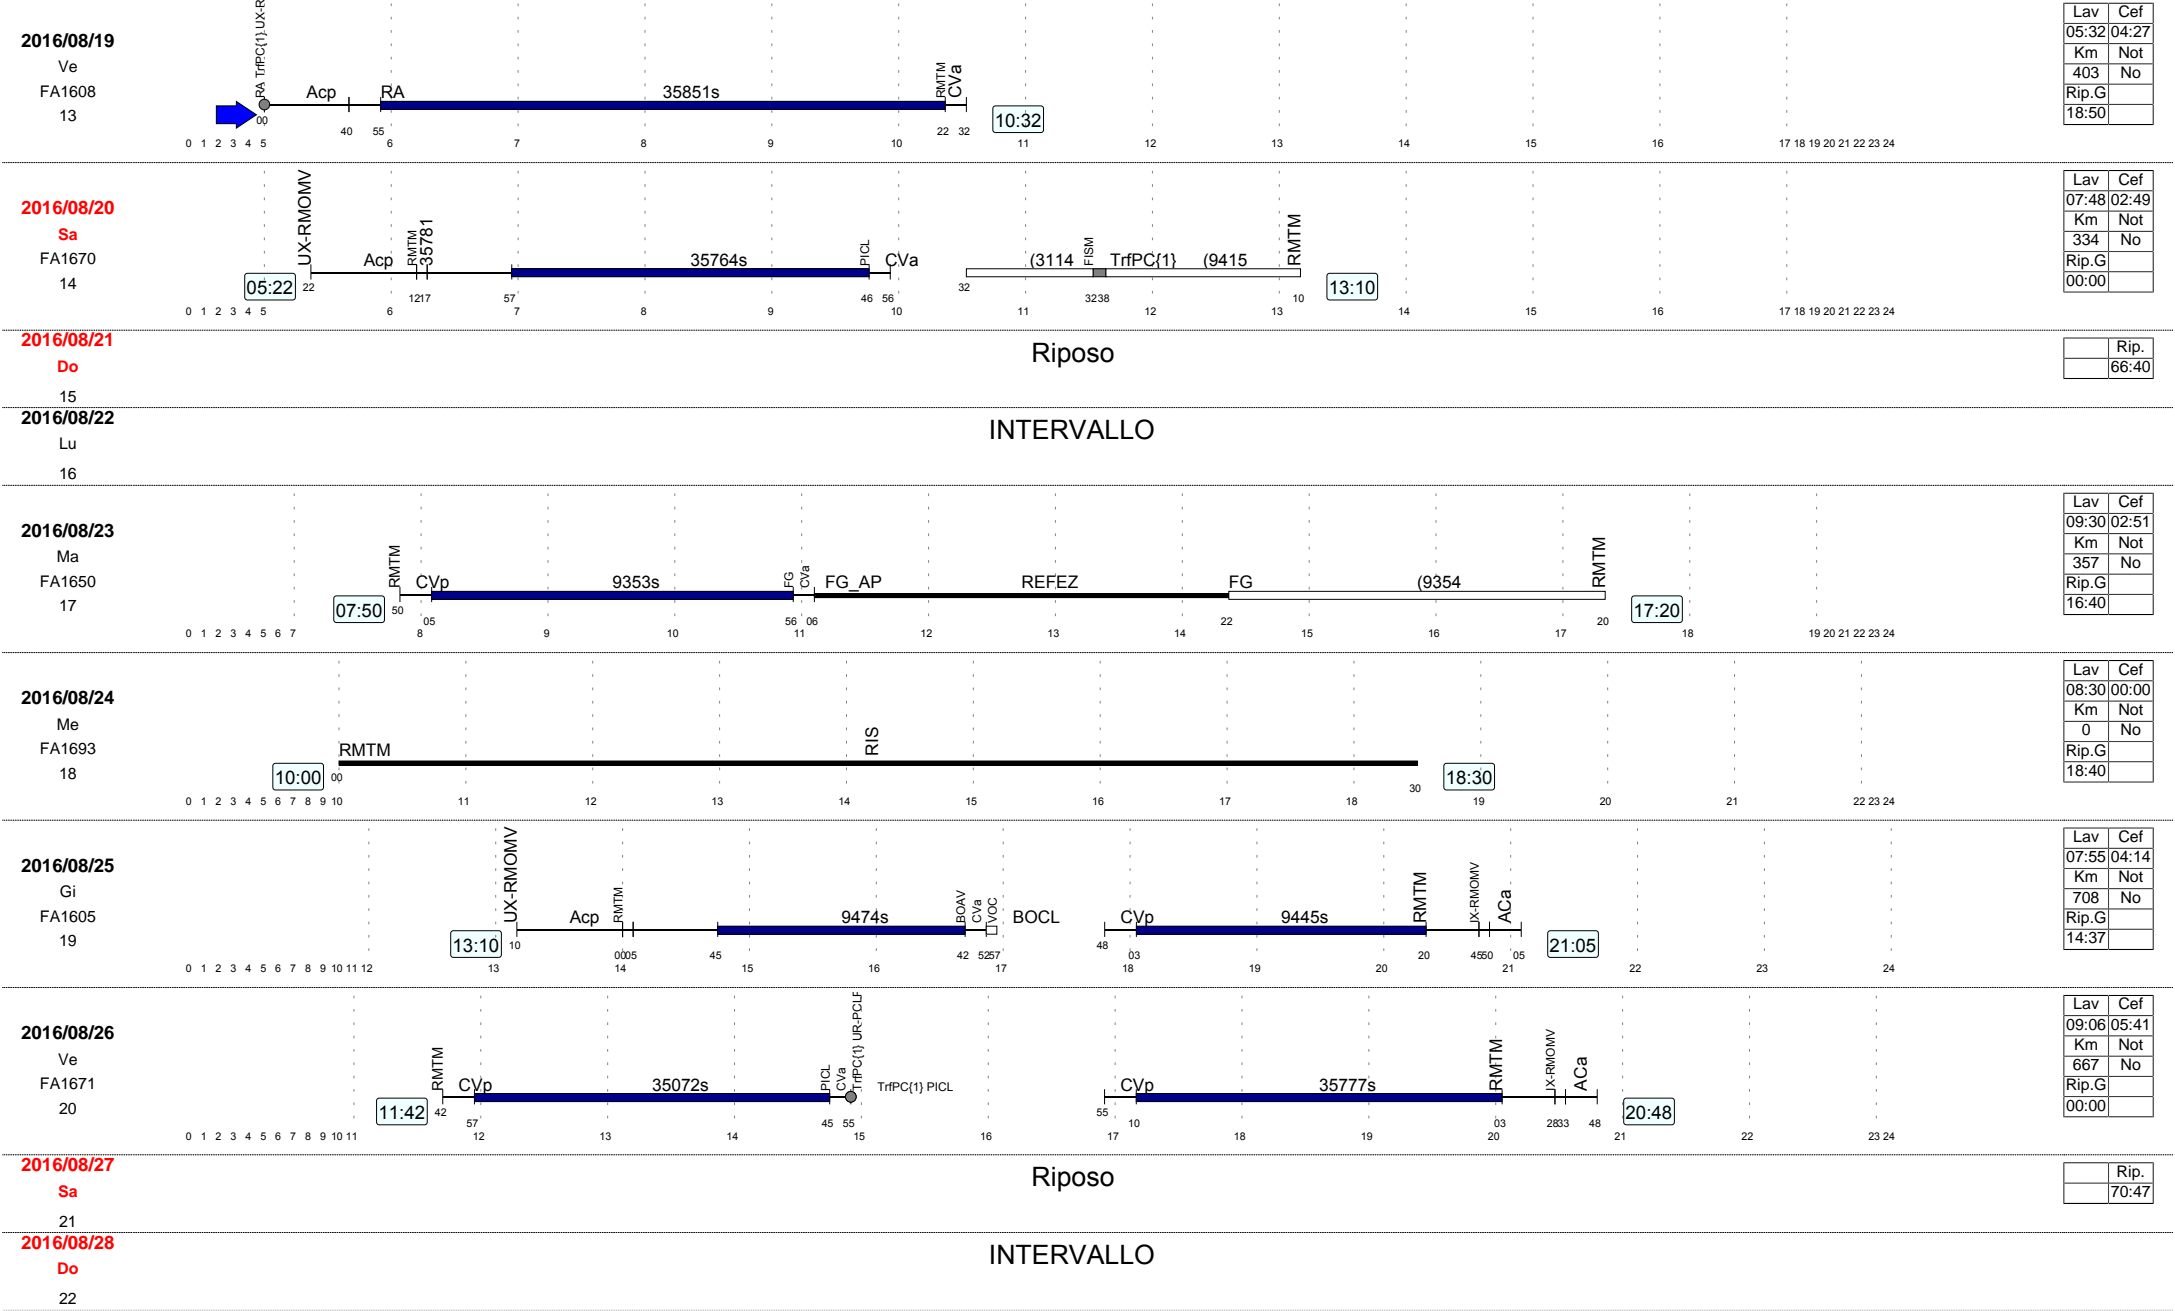 RA TrfPC{1} UX-R
2016/08/19
Ve
FA1608
13
Acp
RA
35851s
RMTM
CVa
00
40
55
22
32
10:32
0 1 2 3 4 5 6 7 8 9 10 11 12 13 14 15 16 17 18 19 20 21 22 23 24
Lav Cef
05:32 04:27
Km Not
403 No
Rip.G
18:50
2016/08/20
Sa
FA1670
14
05:22
UX-RMOMV
Acp
RMTM
35781
35764s
PICL
CVa
(3114
FISM
TrfPC{1}
(9415
RMTM
22
1217
57
46
56
32
3238
10
13:10
0 1 2 3 4 5 6 7 8 9 10 11 12 13 14 15 16 17 18 19 20 21 22 23 24
Lav Cef
07:48 02:49
Km Not
334 No
Rip.G
00:00
2016/08/21
Do
15
Riposo
Rip.
66:40
2016/08/22
Lu
16
INTERVALLO
2016/08/23
Ma
FA1650
17
07:50
RMTM
CVp
9353s
FG
CVa
FG_AP
REFEZ
FG
(9354
RMTM
50
05
56
06
22
20
17:20
0 1 2 3 4 5 6 7 8 9 10 11 12 13 14 15 16 17 18 19 20 21 22 23 24
Lav Cef
09:30 02:51
Km Not
357 No
Rip.G
16:40
2016/08/24
Me
FA1693
18
10:00
RMTM
RIS
00
30
18:30
0 1 2 3 4 5 6 7 8 9 10 11 12 13 14 15 16 17 18 19 20 21 22 23 24
Lav Cef
08:30 00:00
Km Not
0 No
Rip.G
18:40
2016/08/25
Gi
FA1605
19
13:10
UX-RMOMV
Acp
RMTM
9474s
BOAV
CVa
VOC
BOCL
CVp
9445s
RMTM
UX-RMOMV
ACa
10
0005
45
42
5257
48
03
20
4550
05
21:05
0 1 2 3 4 5 6 7 8 9 10 11 12 13 14 15 16 17 18 19 20 21 22 23 24
Lav Cef
07:55 04:14
Km Not
708 No
Rip.G
14:37
2016/08/26
Ve
FA1671
20
11:42
RMTM
CVp
35072s
PICL
CVa
TrfPC{1} UR-PCLF
TrfPC{1} PICL
CVp
35777s
RMTM
UX-RMOMV
ACa
42
57
45
55
55
10
03
2833
48
20:48
0 1 2 3 4 5 6 7 8 9 10 11 12 13 14 15 16 17 18 19 20 21 22 23 24
Lav Cef
09:06 05:41
Km Not
667 No
Rip.G
00:00
2016/08/27
Sa
21
Riposo
Rip.
70:47
2016/08/28
Do
22
INTERVALLO